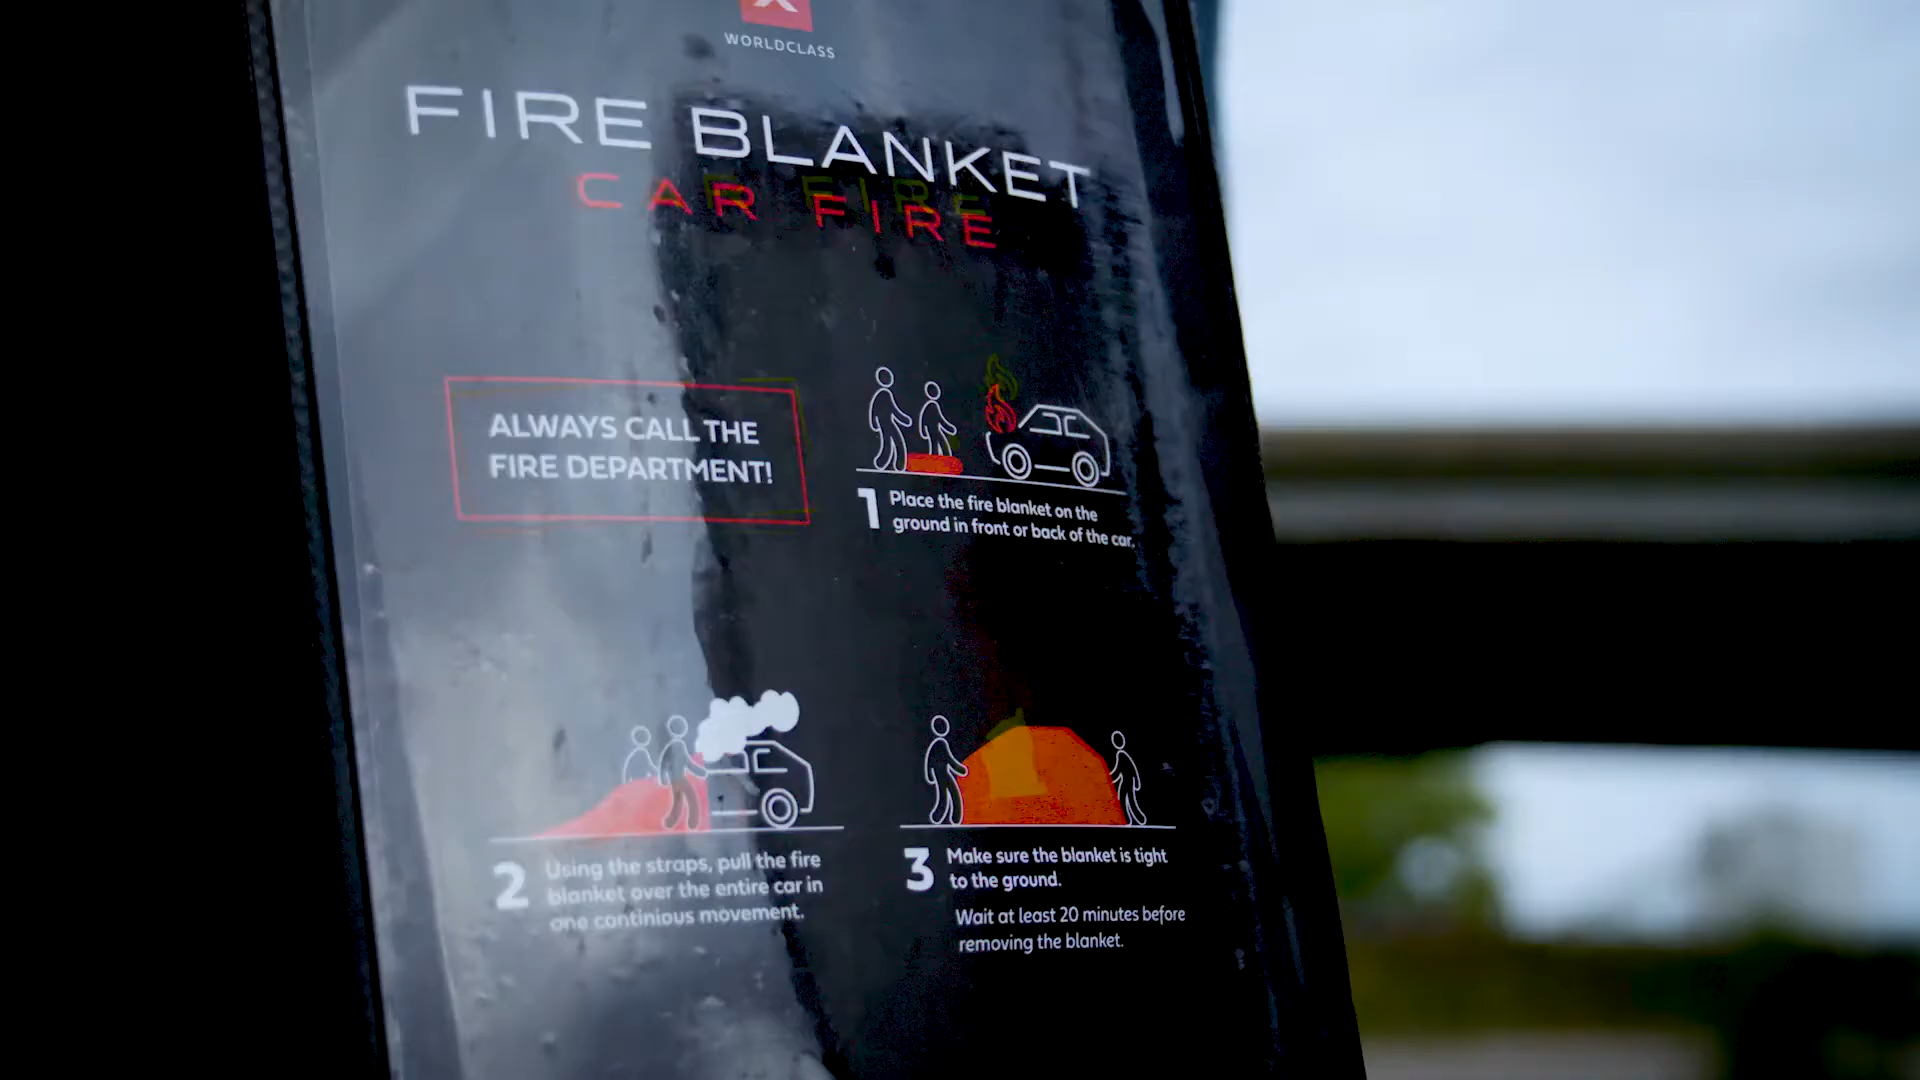 WORLDCLASS
FIRE BLANKET
CAR FIRE
ALWAYS CALL THE
FIRE DEPARTMENT!
1 Place the fire blanket on the
ground in front or back of the car.
2 Using the straps, pull the fire
blanket over the entire car in
one continious movement.
3 Make sure the blanket is tight
to the ground.
Wait at least 20 minutes before
removing the blanket.